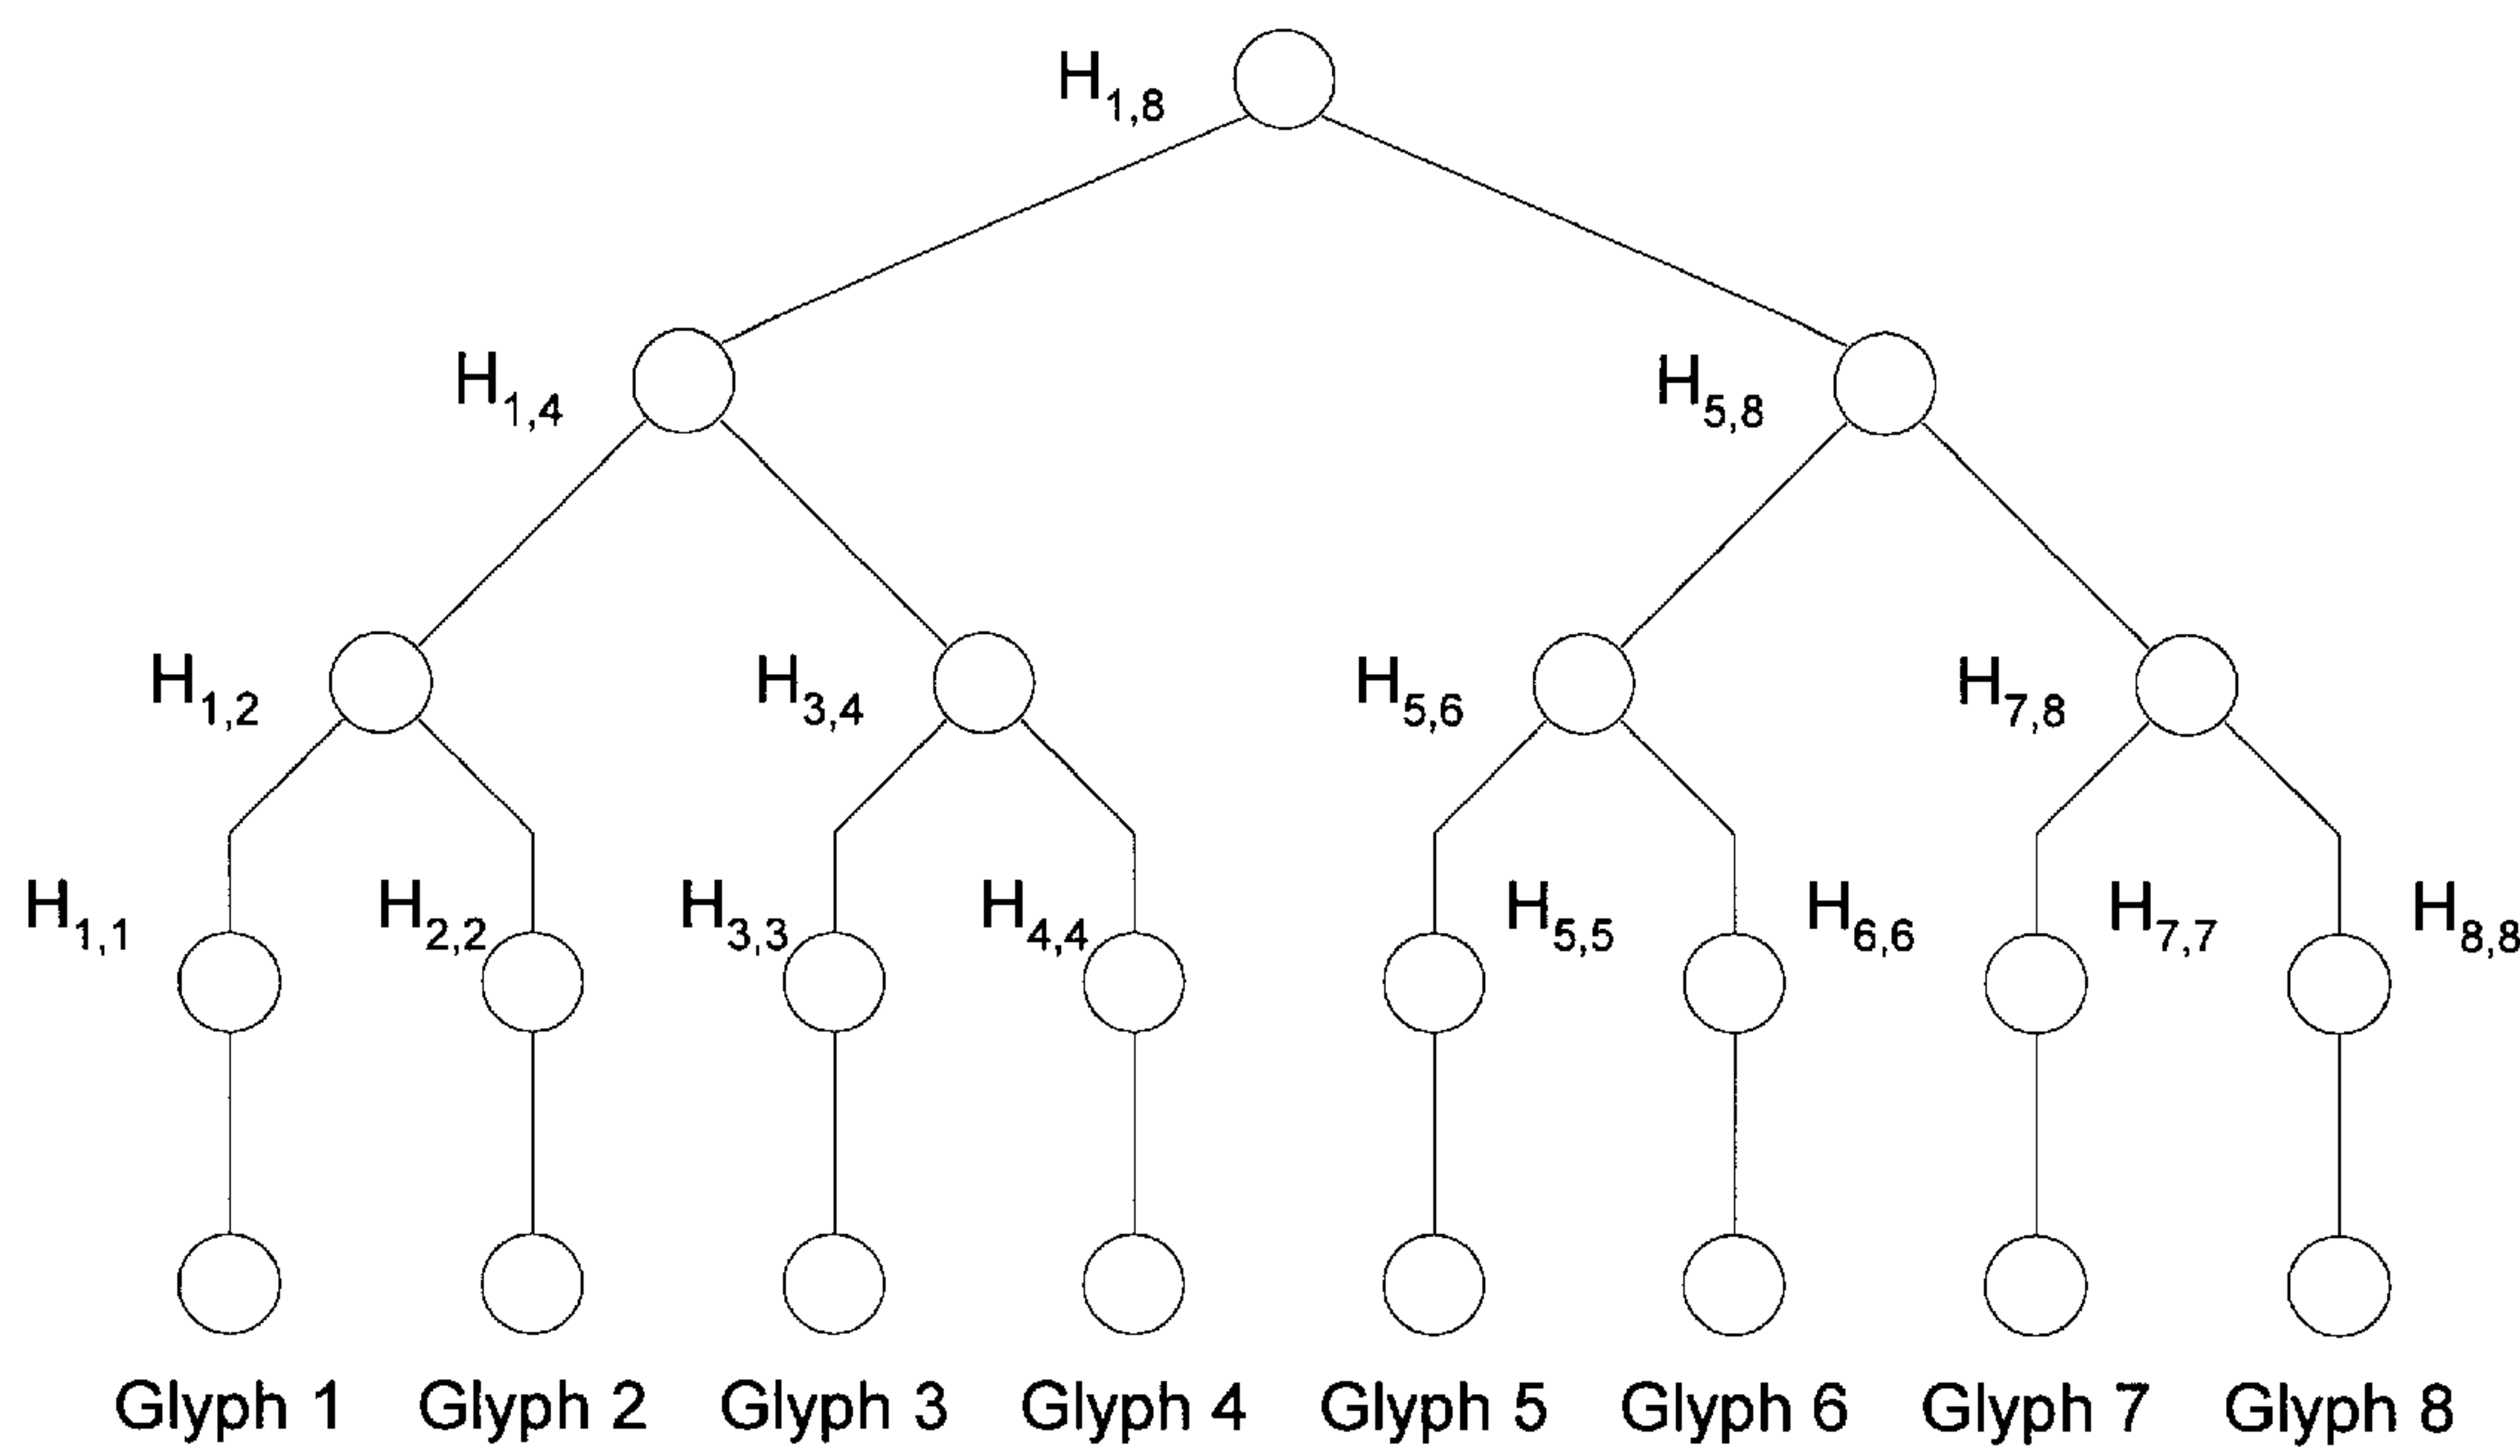 H1,8
H1,4 H5,8
H1,2 H3,4 H5,6 H7,8
H1,1 H2,2 H3,3 H4,4 H5,5 H6,6 H7,7 H8,8
Glyph 1 Glyph 2 Glyph 3 Glyph 4 Glyph 5 Glyph 6 Glyph 7 Glyph 8